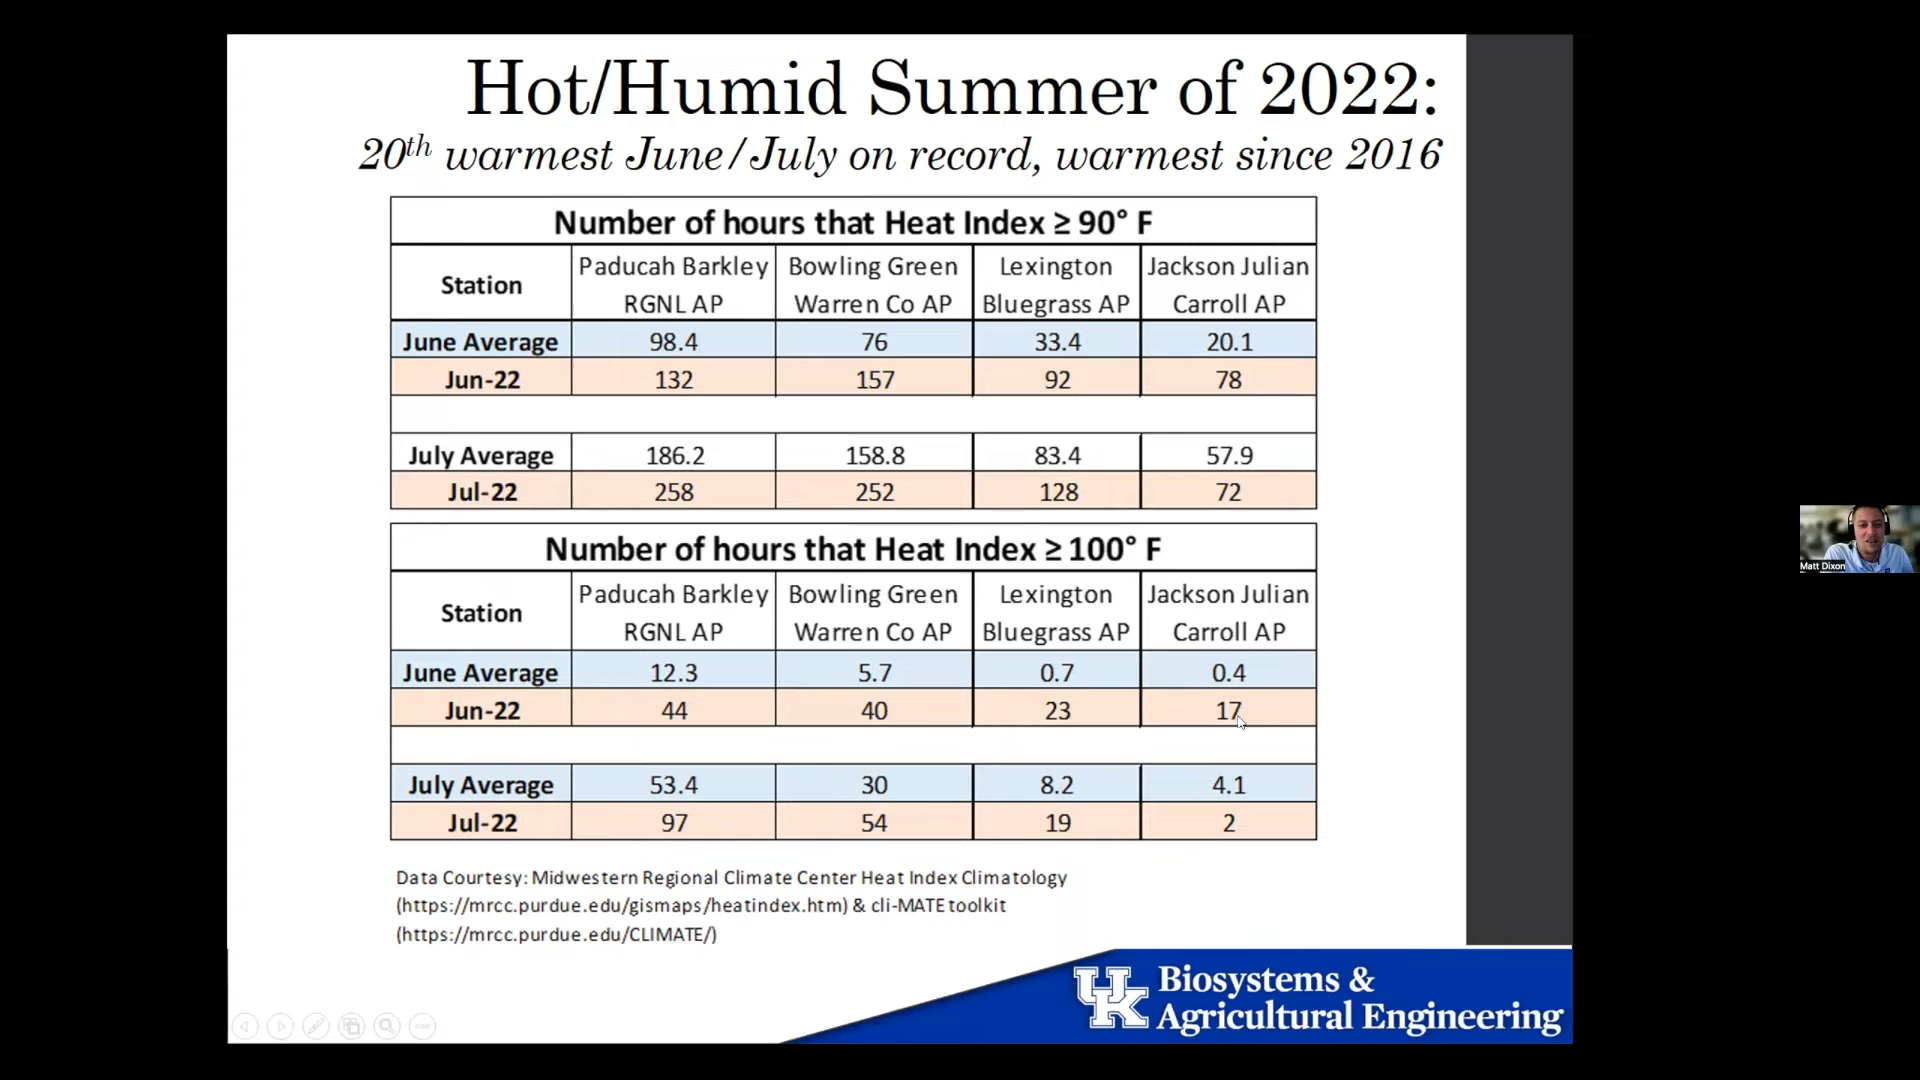 Hot/Humid Summer of 2022:
20th warmest June/July on record, warmest since 2016
Number of hours that Heat Index ≥ 90° F
Station
Paducah Barkley
RGNL AP
Bowling Green
Warren Co AP
Lexington
Bluegrass AP
Jackson Julian
Carroll AP
June Average 98.4 76 33.4 20.1
Jun-22 132 157 92 78
July Average 186.2 158.8 83.4 57.9
Jul-22 258 252 128 72
Number of hours that Heat Index ≥ 100° F
Station
Paducah Barkley
RGNL AP
Bowling Green
Warren Co AP
Lexington
Bluegrass AP
Jackson Julian
Carroll AP
June Average 12.3 5.7 0.7 0.4
Jun-22 44 40 23 17
July Average 53.4 30 8.2 4.1
Jul-22 97 54 19 2
Data Courtesy: Midwestern Regional Climate Center Heat Index Climatology
(https://mrcc.purdue.edu/gismaps/heatindex.htm) & cli-MATE toolkit
(https://mrcc.purdue.edu/CLIMATE/)
UK
Biosystems &
Agricultural Engineering
Matt Dixon